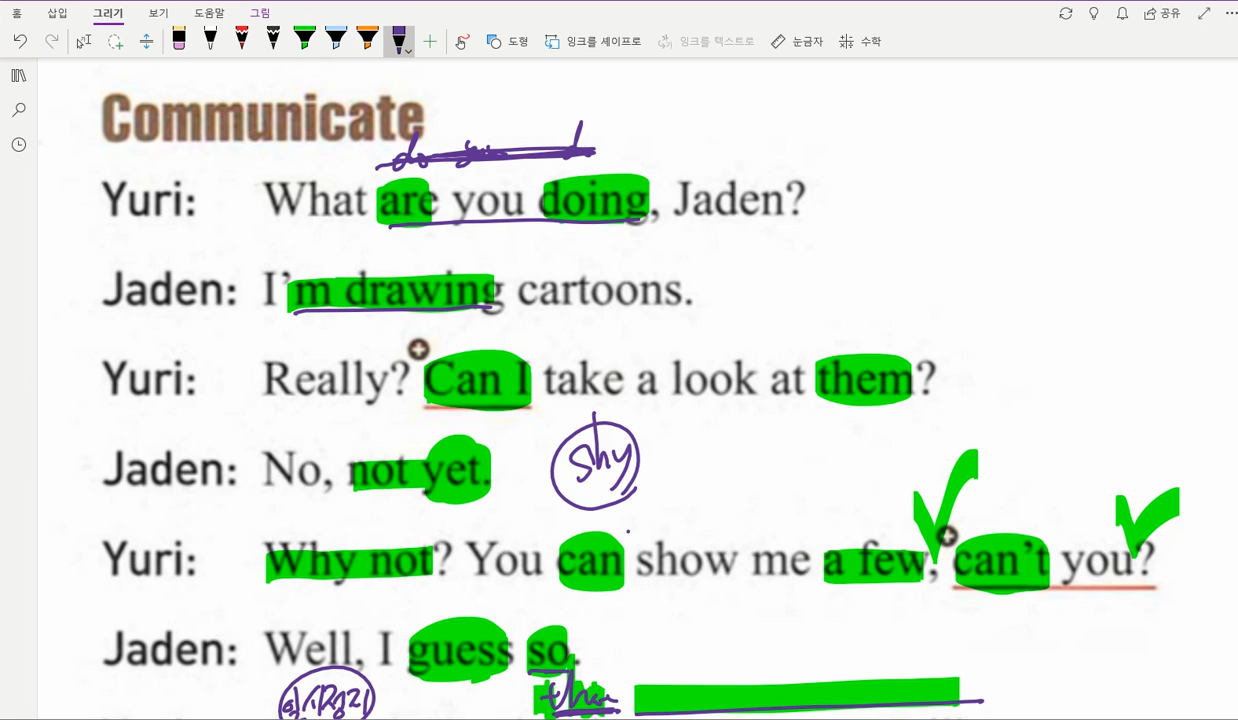 홈 삽입 그리기 보기 도움말 그림 공유
도형 잉크를 셰이프로 잉크를 텍스트로 눈금자 수학
Communicate
do you
Yuri: What are you doing, Jaden?
Jaden: I'm drawing cartoons.
Yuri: Really? Can I take a look at them?
Jaden: No, not yet. shy
Yuri: Why not? You can show me a few, can't you?
Jaden: Well, I guess so.